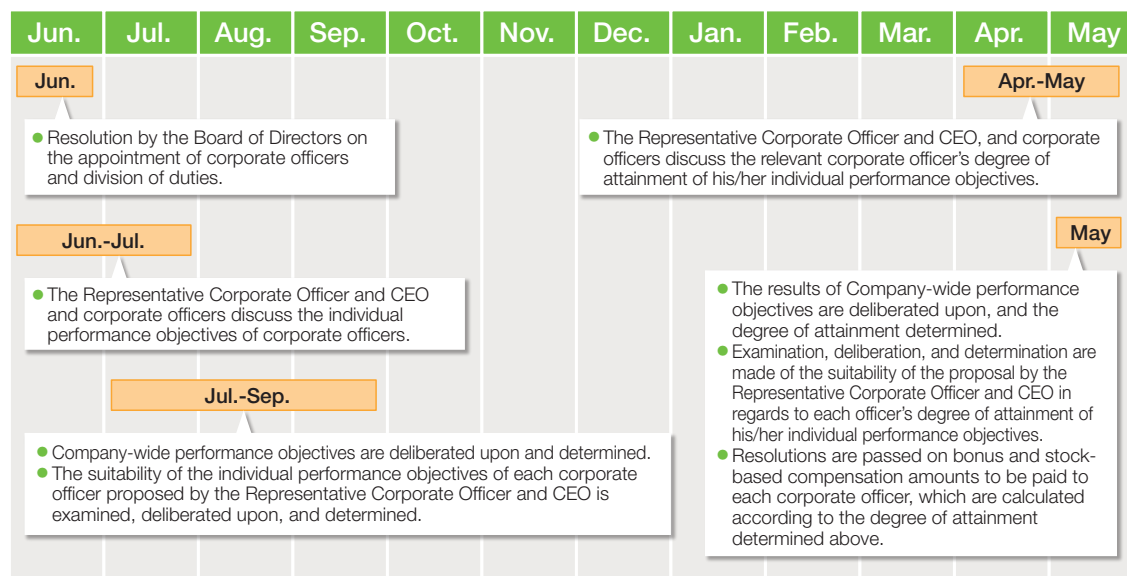 Jun. Jul. Aug. Sep. Oct. Nov. Dec. Jan. Feb. Mar. Apr. May
Jun.
● Resolution by the Board of Directors on
the appointment of corporate officers
and division of duties.
Jun.-Jul.
● The Representative Corporate Officer and CEO
and corporate officers discuss the individual
performance objectives of corporate officers.
Jul.-Sep.
● Company-wide performance objectives are deliberated upon and determined.
● The suitability of the individual performance objectives of each corporate
officer proposed by the Representative Corporate Officer and CEO is
examined, deliberated upon, and determined.
Apr.-May
● The Representative Corporate Officer and CEO, and corporate
officers discuss the relevant corporate officer's degree of
attainment of his/her individual performance objectives.
May
● The results of Company-wide performance
objectives are deliberated upon, and the
degree of attainment determined.
● Examination, deliberation, and determination are
made of the suitability of the proposal by the
Representative Corporate Officer and CEO in
regards to each officer's degree of attainment of
his/her individual performance objectives.
● Resolutions are passed on bonus and stock-
based compensation amounts to be paid to
each corporate officer, which are calculated
according to the degree of attainment
determined above.